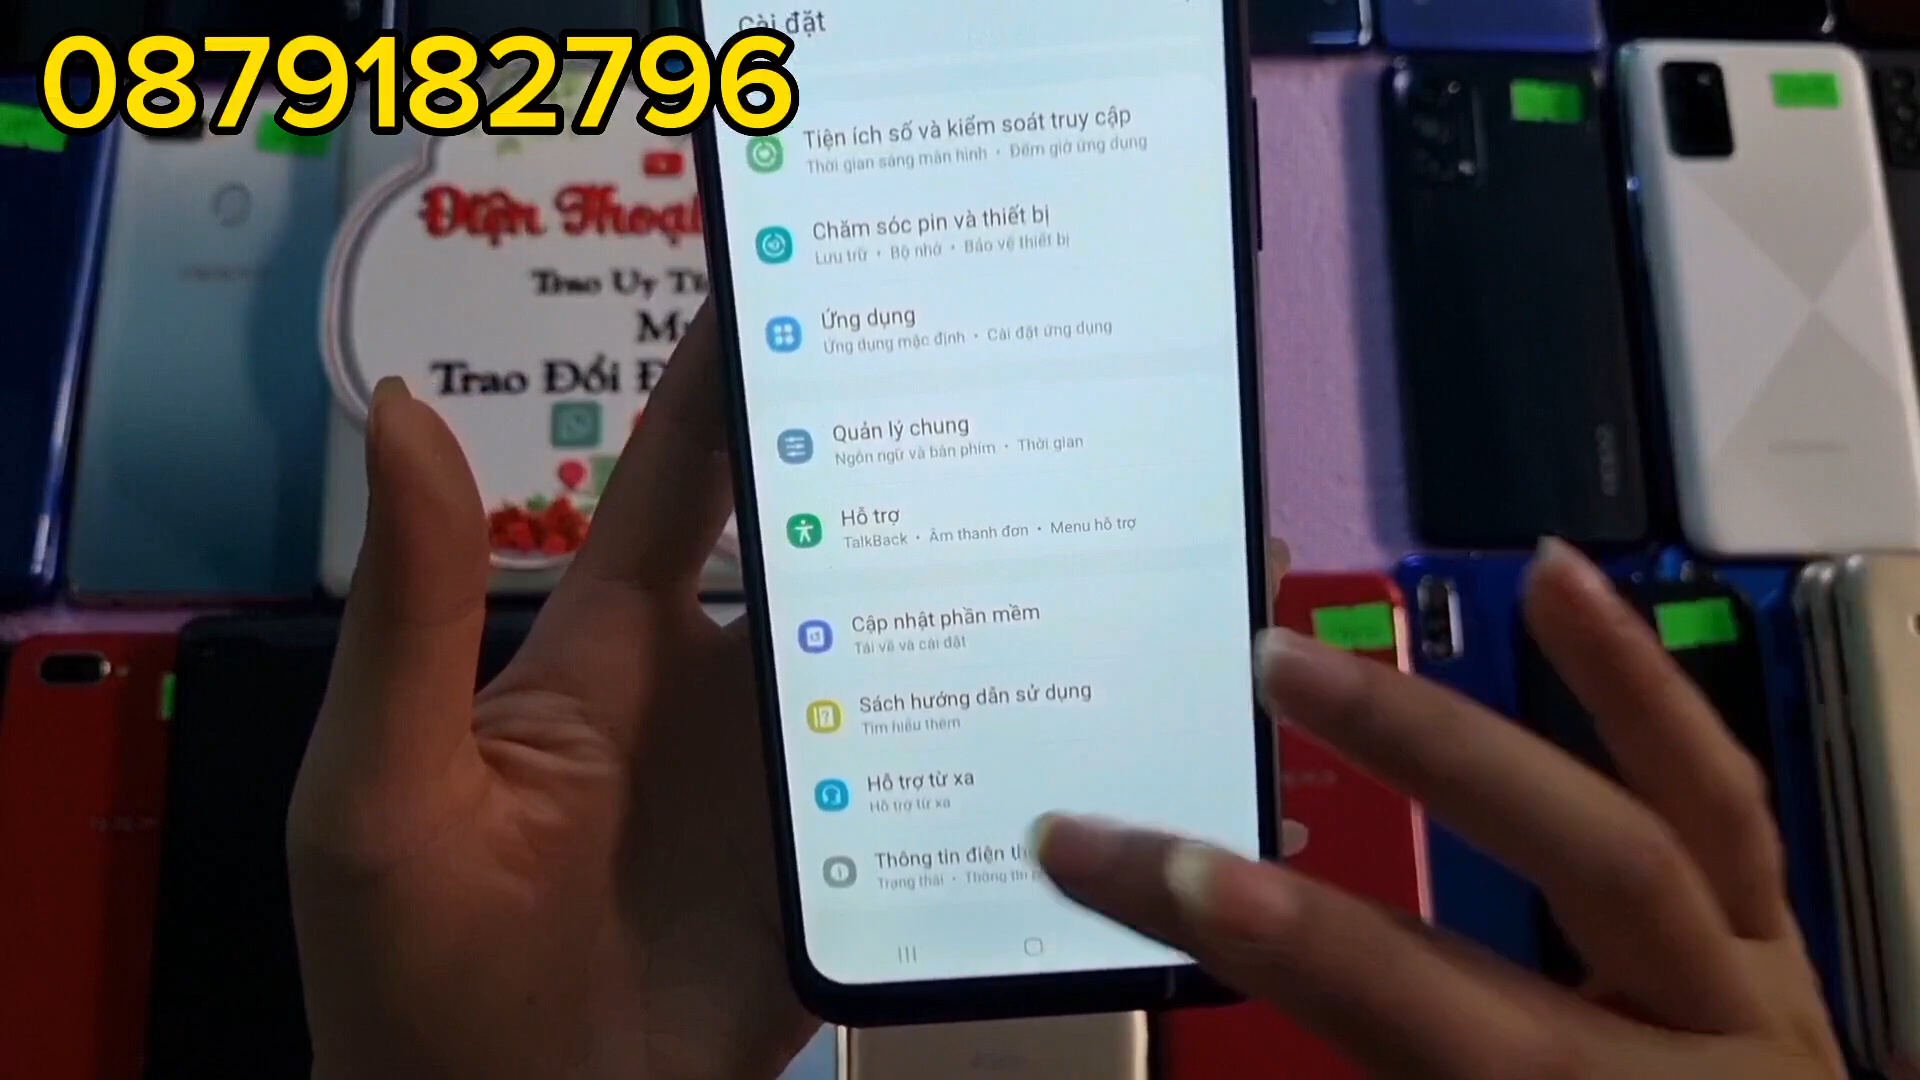 0879182796
Cài đặt
Tiện ích số và kiểm soát truy cập
Thời gian sáng màn hình • Đếm giờ ứng dụng
Chăm sóc pin và thiết bị
Lưu trữ • Bộ nhớ • Bảo vệ thiết bị
Ứng dụng
Ứng dụng mặc định • Cài đặt ứng dụng
Quản lý chung
Ngôn ngữ và bàn phím • Thời gian
Hỗ trợ
TalkBack • Âm thanh đơn • Menu hỗ trợ
Cập nhật phần mềm
Tải về và cài đặt
Sách hướng dẫn sử dụng
Tìm hiểu thêm
Hỗ trợ từ xa
Hỗ trợ từ xa
Thông tin điện
Trạng thái • Thông tin
Điện Thoại
Trao Uy
Trao Đổi